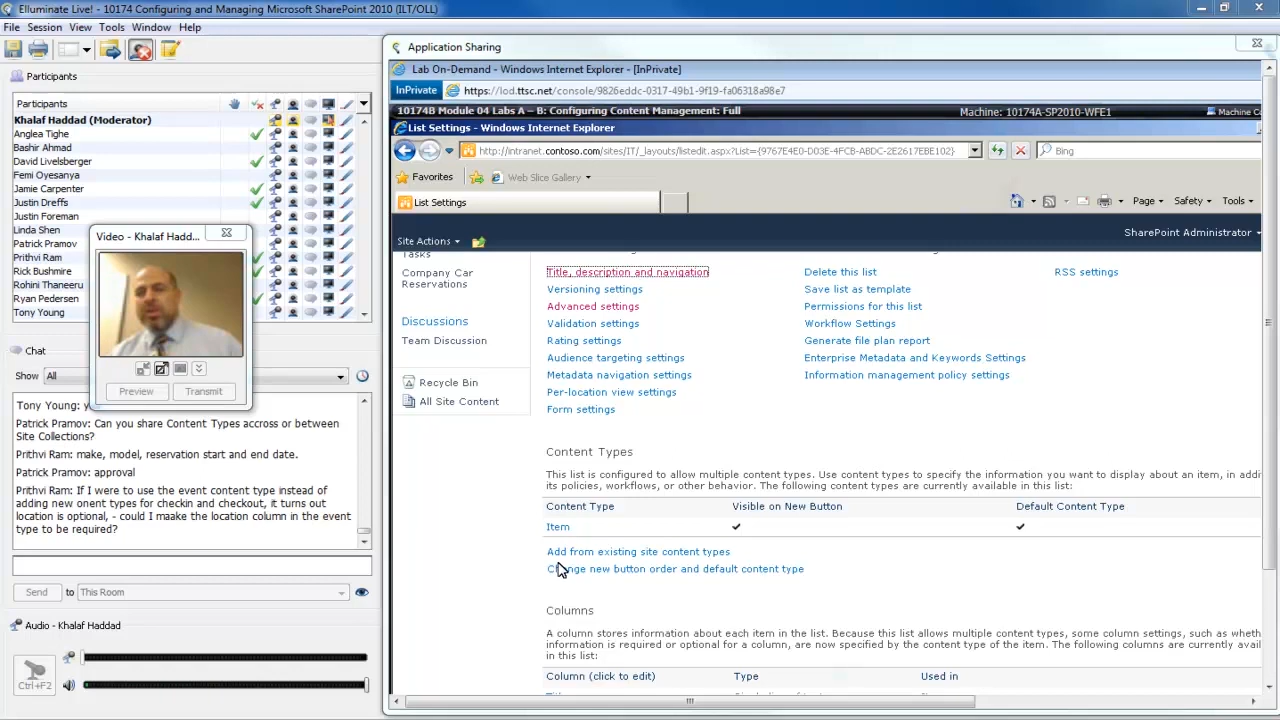 Elluminate Live! - 10174 Configuring and Managing Microsoft SharePoint 2010 (ILT/OLL)
File Session View Tools Window Help
Participants
Participants
Khalaf Haddad (Moderator)
Anglea Tighe
Bashir Ahmad
David Livelsberger
Femi Oyesanya
Jamie Carpenter
Justin Dreffs
Justin Foreman
Linda Shen
Patrick Pramov
Prithvi Ram
Rick Bushmire
Rohini Thaneeru
Ryan Pedersen
Tony Young
Video - Khalaf Hadd...
Preview Transmit
Chat
Show All
Tony Young: y
Patrick Pramov: Can you share Content Types accross or between
Site Collections?
Prithvi Ram: make, model, reservation start and end date.
Patrick Pramov: approval
Prithvi Ram: If I were to use the event content type instead of
adding new onent types for checkin and checkout, it turns out
location is optional, - could I maake the location column in the event
type to be required?
Send to This Room
Audio - Khalaf Haddad
Ctrl+F2
Application Sharing
Lab On-Demand - Windows Internet Explorer - [InPrivate]
InPrivate https://lod.ttsc.net/console/9826eddc-0317-49b1-9f19-fa06318a98e7
10174B Module 04 Labs A – B: Configuring Content Management: Full Machine: 10174A-SP2010-WFE1 Machine Co
List Settings - Windows Internet Explorer
http://intranet.contoso.com/sites/IT/_layouts/listedit.aspx?List={9767E4E0-D03E-4FCB-ABDC-2E2617EBE102} Bing
Favorites Web Slice Gallery
List Settings Page Safety Tools
SharePoint Administrator
Site Actions
Tasks
Company Car
Reservations
Discussions
Team Discussion
Recycle Bin
All Site Content
Title, description and navigation
Versioning settings
Advanced settings
Validation settings
Rating settings
Audience targeting settings
Metadata navigation settings
Per-location view settings
Form settings
Delete this list
Save list as template
Permissions for this list
Workflow Settings
Generate file plan report
Enterprise Metadata and Keywords Settings
Information management policy settings
RSS settings
Content Types
This list is configured to allow multiple content types. Use content types to specify the information you want to display about an item, in addi
its policies, workflows, or other behavior. The following content types are currently available in this list:
Content Type Visible on New Button Default Content Type
Item
Add from existing site content types
new button order and default content type
Columns
A column stores information about each item in the list. Because this list allows multiple content types, some column settings, such as wheth
information is required or optional for a column, are now specified by the content type of the item. The following columns are currently avai
in this list:
Column (click to edit) Type Used in